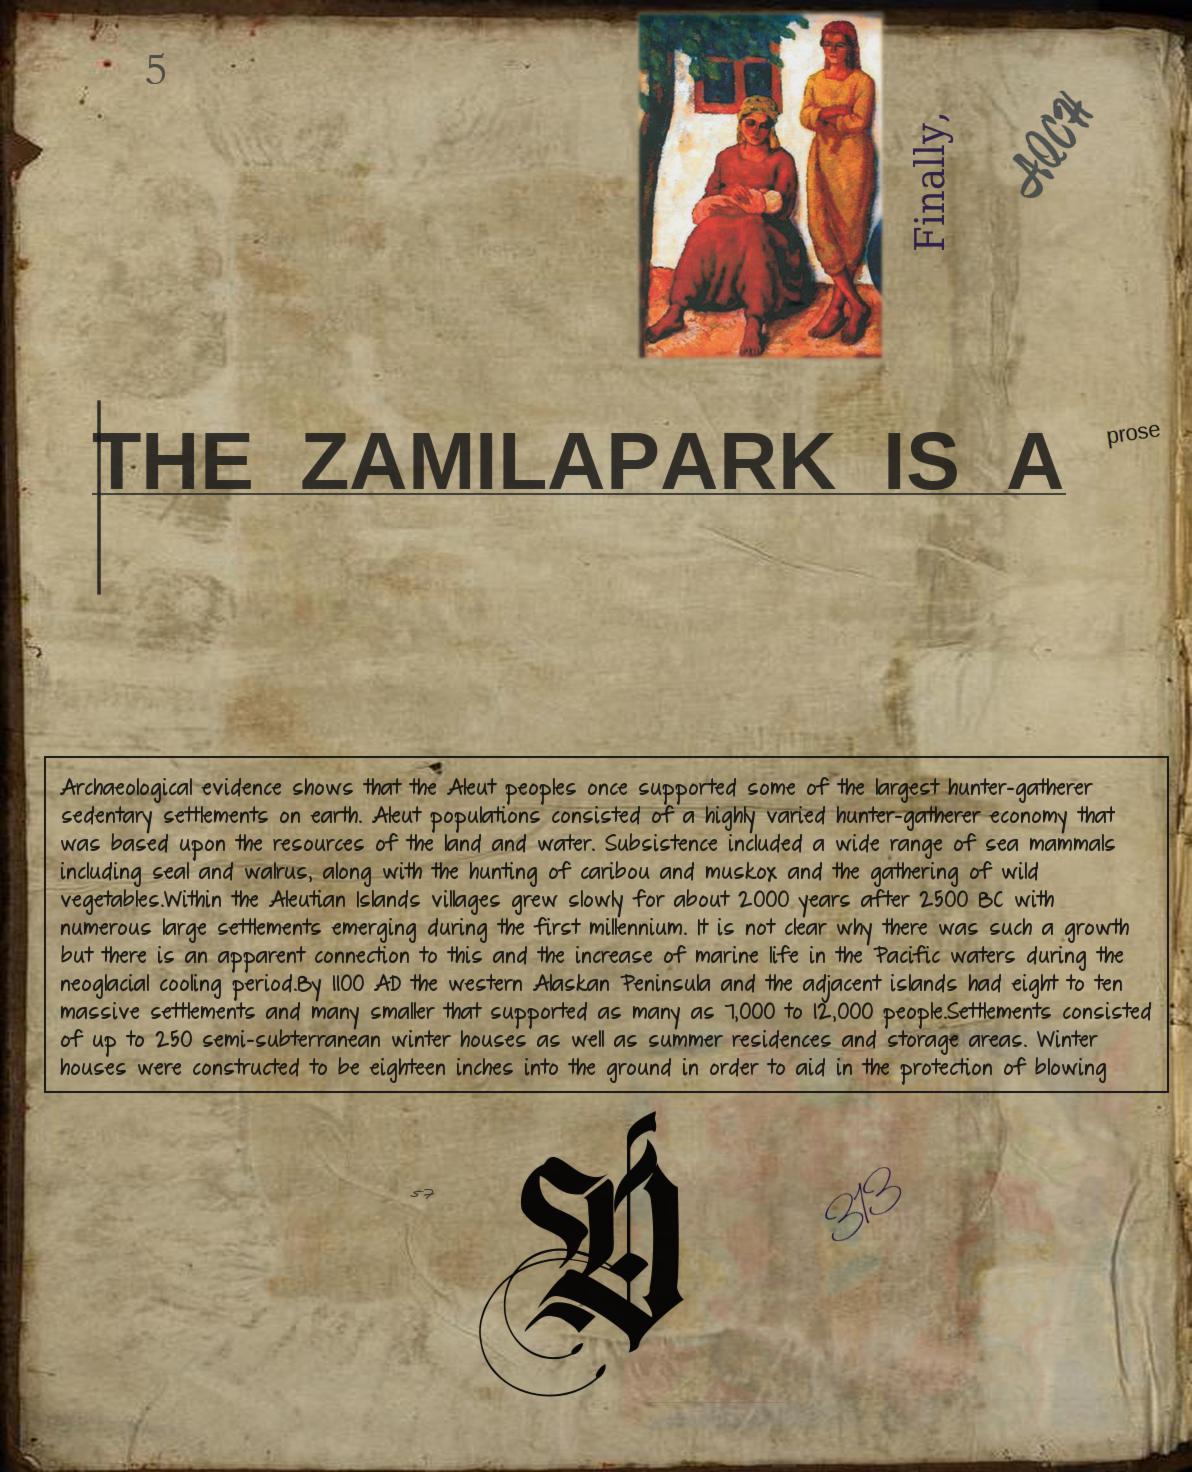 5
Finally,
AQCH
THE ZAMILAPARK IS A
prose
Archaeological evidence shows that the Aleut peoples once supported some of the largest hunter-gatherer
sedentary settlements on earth. Aleut populations consisted of a highly varied hunter-gatherer economy that
was based upon the resources of the land and water. Subsistence included a wide range of sea mammals
including seal and walrus, along with the hunting of caribou and muskox and the gathering of wild
vegetables.Within the Aleutian Islands villages grew slowly for about 2000 years after 2500 BC with
numerous large settlements emerging during the first millennium. It is not clear why there was such a growth
but there is an apparent connection to this and the increase of marine life in the Pacific waters during the
neoglacial cooling period.By 1100 AD the western Alaskan Peninsula and the adjacent islands had eight to ten
massive settlements and many smaller that supported as many as 7,000 to 12,000 people.Settlements consisted
of up to 250 semi-subterranean winter houses as well as summer residences and storage areas. Winter
houses were constructed to be eighteen inches into the ground in order to aid in the protection of blowing
57
313